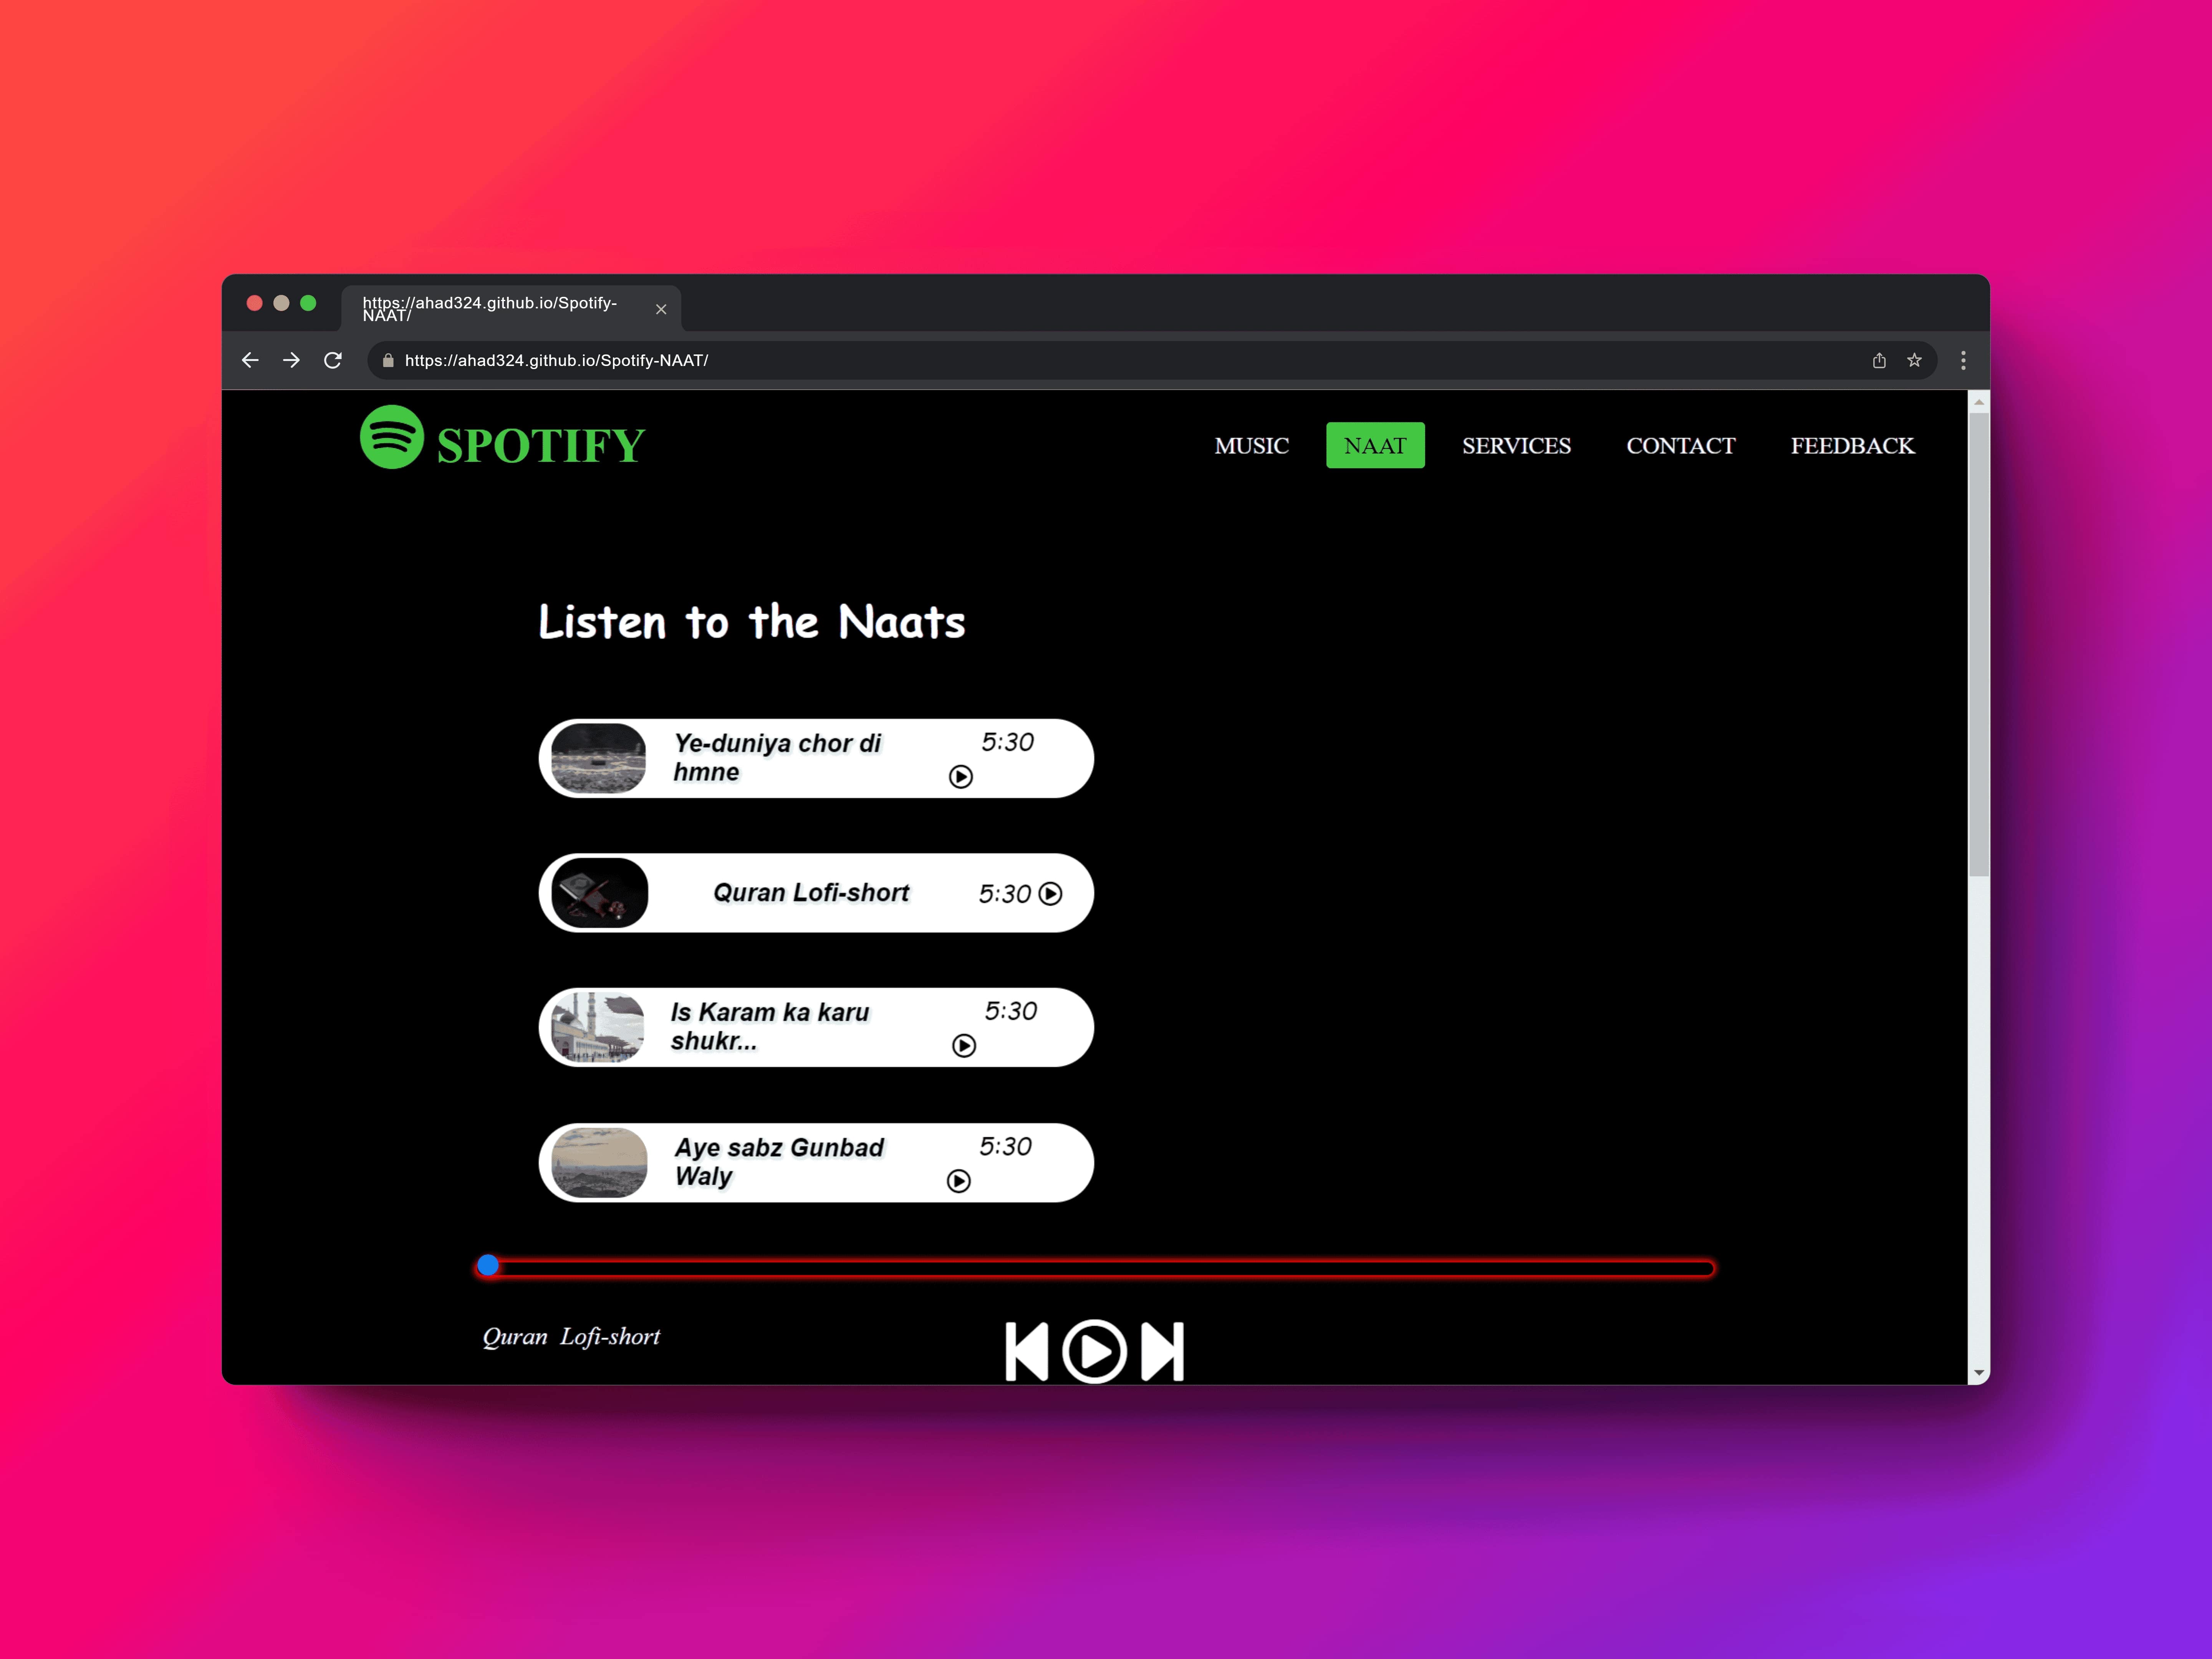 https://ahad324.github.io/Spotify-
NAAT/
https://ahad324.github.io/Spotify-NAAT/
SPOTIFY
MUSIC NAAT SERVICES CONTACT FEEDBACK
Listen to the Naats
Ye-duniya chor di
hmne
5:30
Quran Lofi-short
5:30
Is Karam ka karu
shukr...
5:30
Aye sabz Gunbad
Waly
5:30
Quran Lofi-short